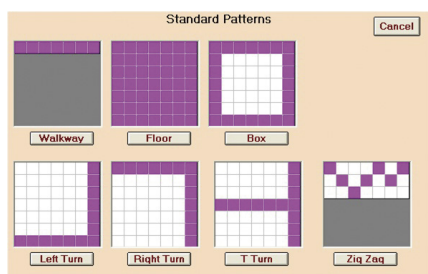 Standard Patterns
Cancel
Walkway
Floor
Box
Left Turn
Right Turn
T Turn
Zig Zag